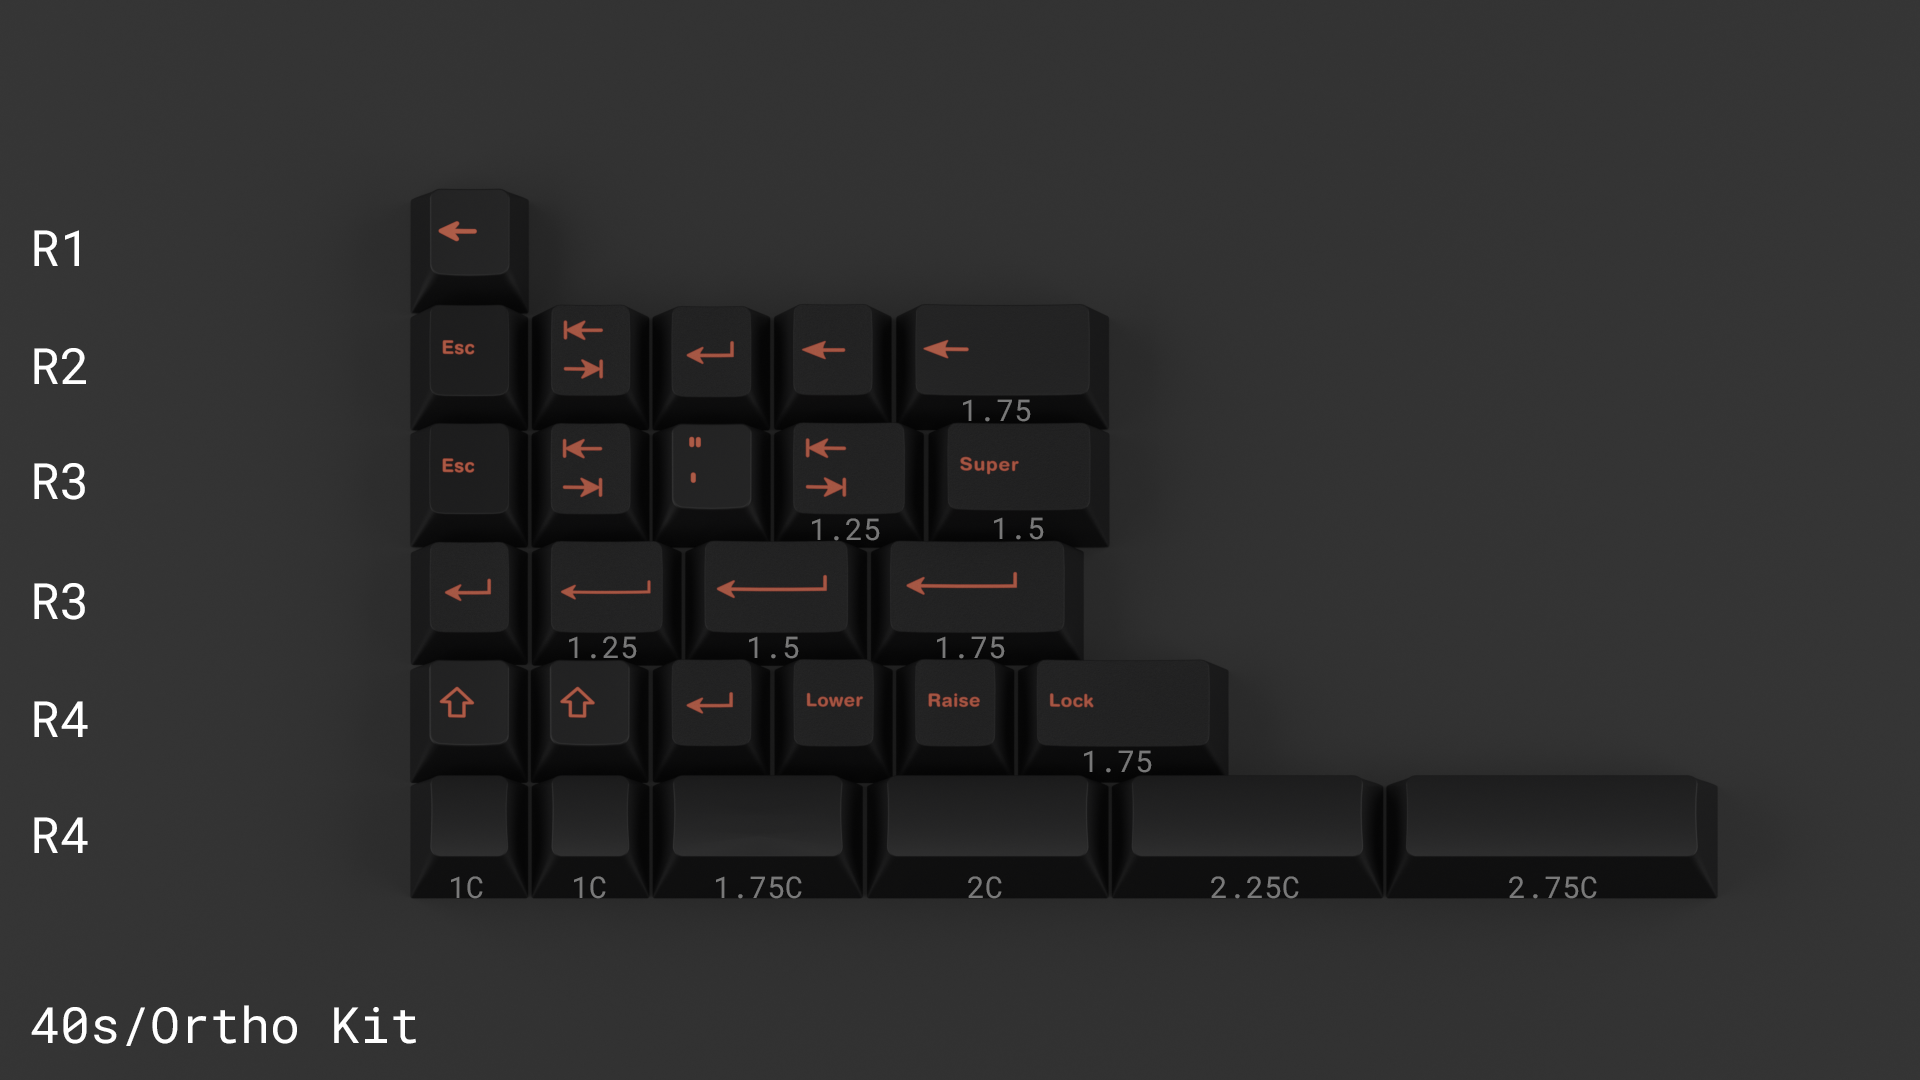 R1
←
R2
Esc ⇤ ⇥ ↵ ← ←
1.75
R3
Esc ⇤ ⇥ " ' ⇤ ⇥ Super
1.25 1.5
R3
↵ ↵ ↵ ↵
1.25 1.5 1.75
R4
⇧ ⇧ ↵ Lower Raise Lock
1.75
R4
1C 1C 1.75C 2C 2.25C 2.75C
40s/Ortho Kit